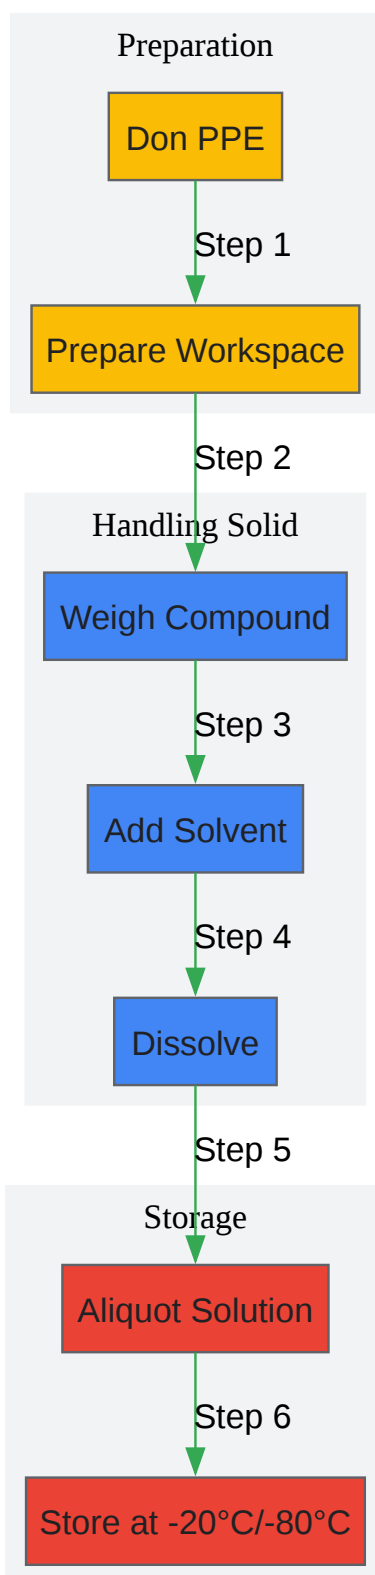 Preparation
Don PPE
Step 1
Prepare Workspace
Step 2
Handling Solid
Weigh Compound
Step 3
Add Solvent
Step 4
Dissolve
Step 5
Storage
Aliquot Solution
Step 6
Store at -20°C/-80°C